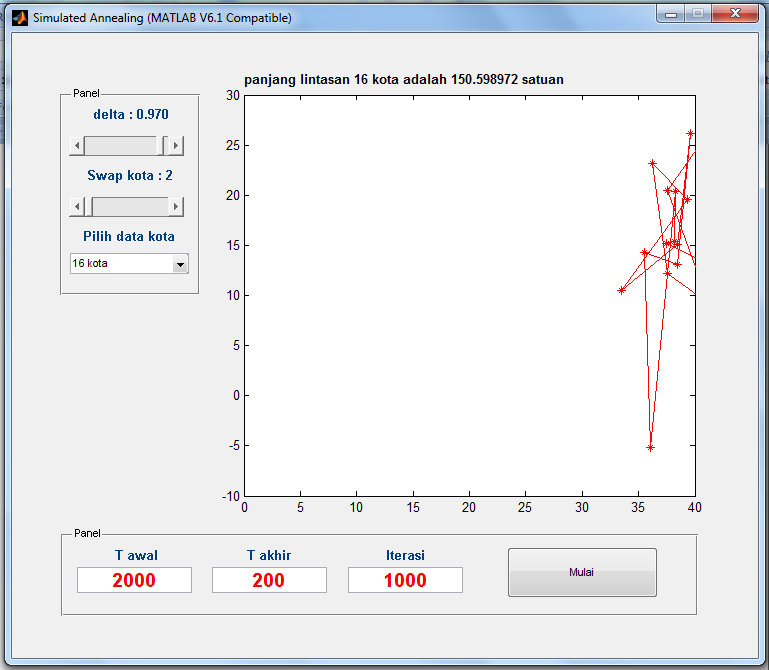 Simulated Annealing (MATLAB V6.1 Compatible)
panjang lintasan 16 kota adalah 150.598972 satuan
Panel
delta : 0.970
Swap kota : 2
Pilih data kota
16 kota
30
25
20
15
10
5
0
-5
-10
0 5 10 15 20 25 30 35 40
Panel
T awal T akhir Iterasi
2000 200 1000
Mulai